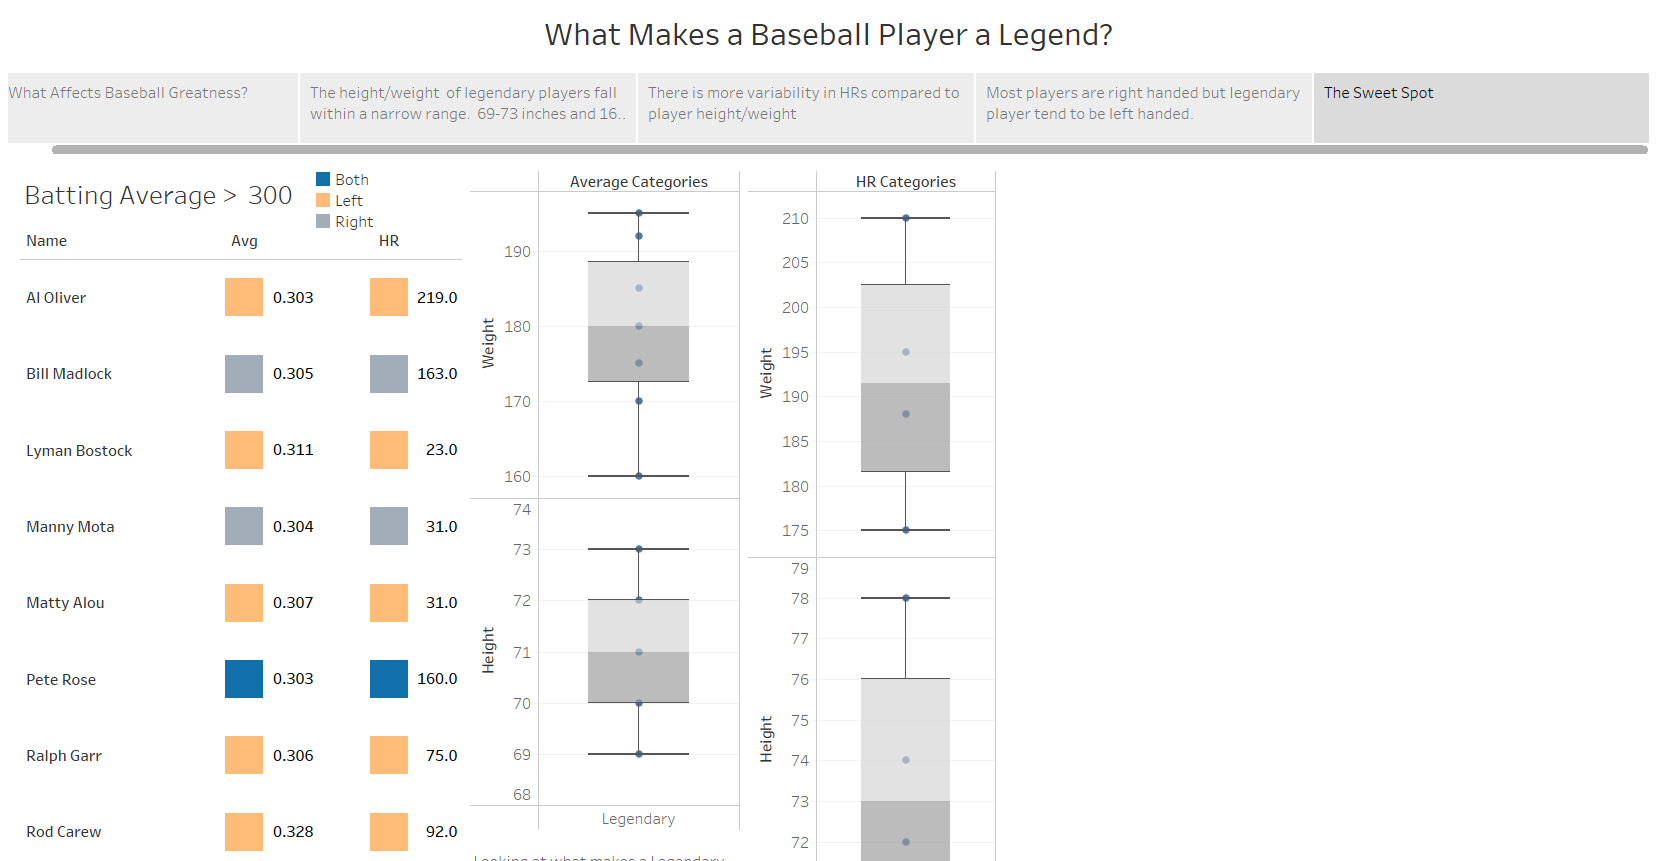 What Makes a Baseball Player a Legend?
What Affects Baseball Greatness?
The height/weight of legendary players fall
within a narrow range. 69-73 inches and 16..
There is more variability in HRs compared to
player height/weight
Most players are right handed but legendary
player tend to be left handed.
The Sweet Spot
Batting Average > 300
Both
Left
Right
Name Avg HR
Al Oliver 0.303 219.0
Bill Madlock 0.305 163.0
Lyman Bostock 0.311 23.0
Manny Mota 0.304 31.0
Matty Alou 0.307 31.0
Pete Rose 0.303 160.0
Ralph Garr 0.306 75.0
Rod Carew 0.328 92.0
Average Categories
Weight
190
180
170
160
Height
74
73
72
71
70
69
68
Legendary
Looking at what makes a Legendary
HR Categories
Weight
210
205
200
195
190
185
180
175
Height
79
78
77
76
75
74
73
72